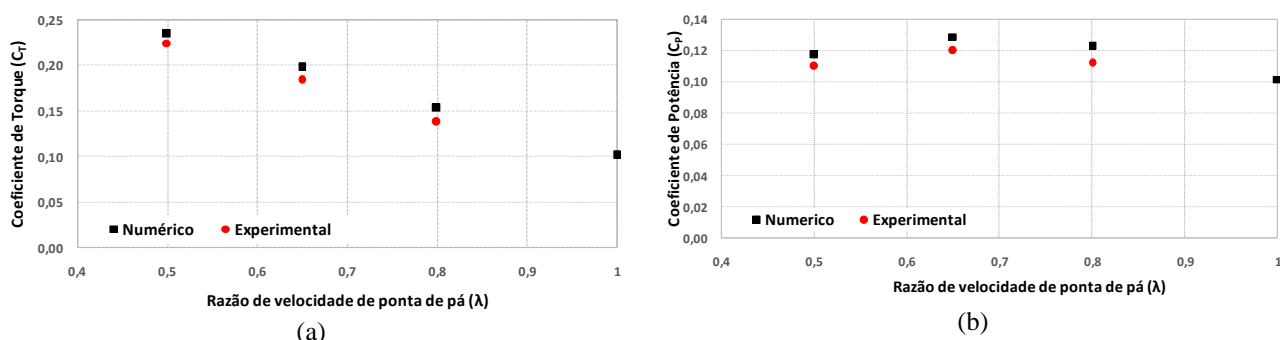 Coeficiente de Torque (C_T)
0,25
0,20
0,15
0,10
0,05
0,00
Numérico
Experimental
0,4 0,5 0,6 0,7 0,8 0,9 1
Razão de velocidade de ponta de pá (λ)
(a)
Coeficiente de Potência (C_P)
0,14
0,12
0,10
0,08
0,06
0,04
0,02
0,00
Numerico
Experimental
0,4 0,5 0,6 0,7 0,8 0,9 1
Razão de velocidade de ponta de pá (λ)
(b)